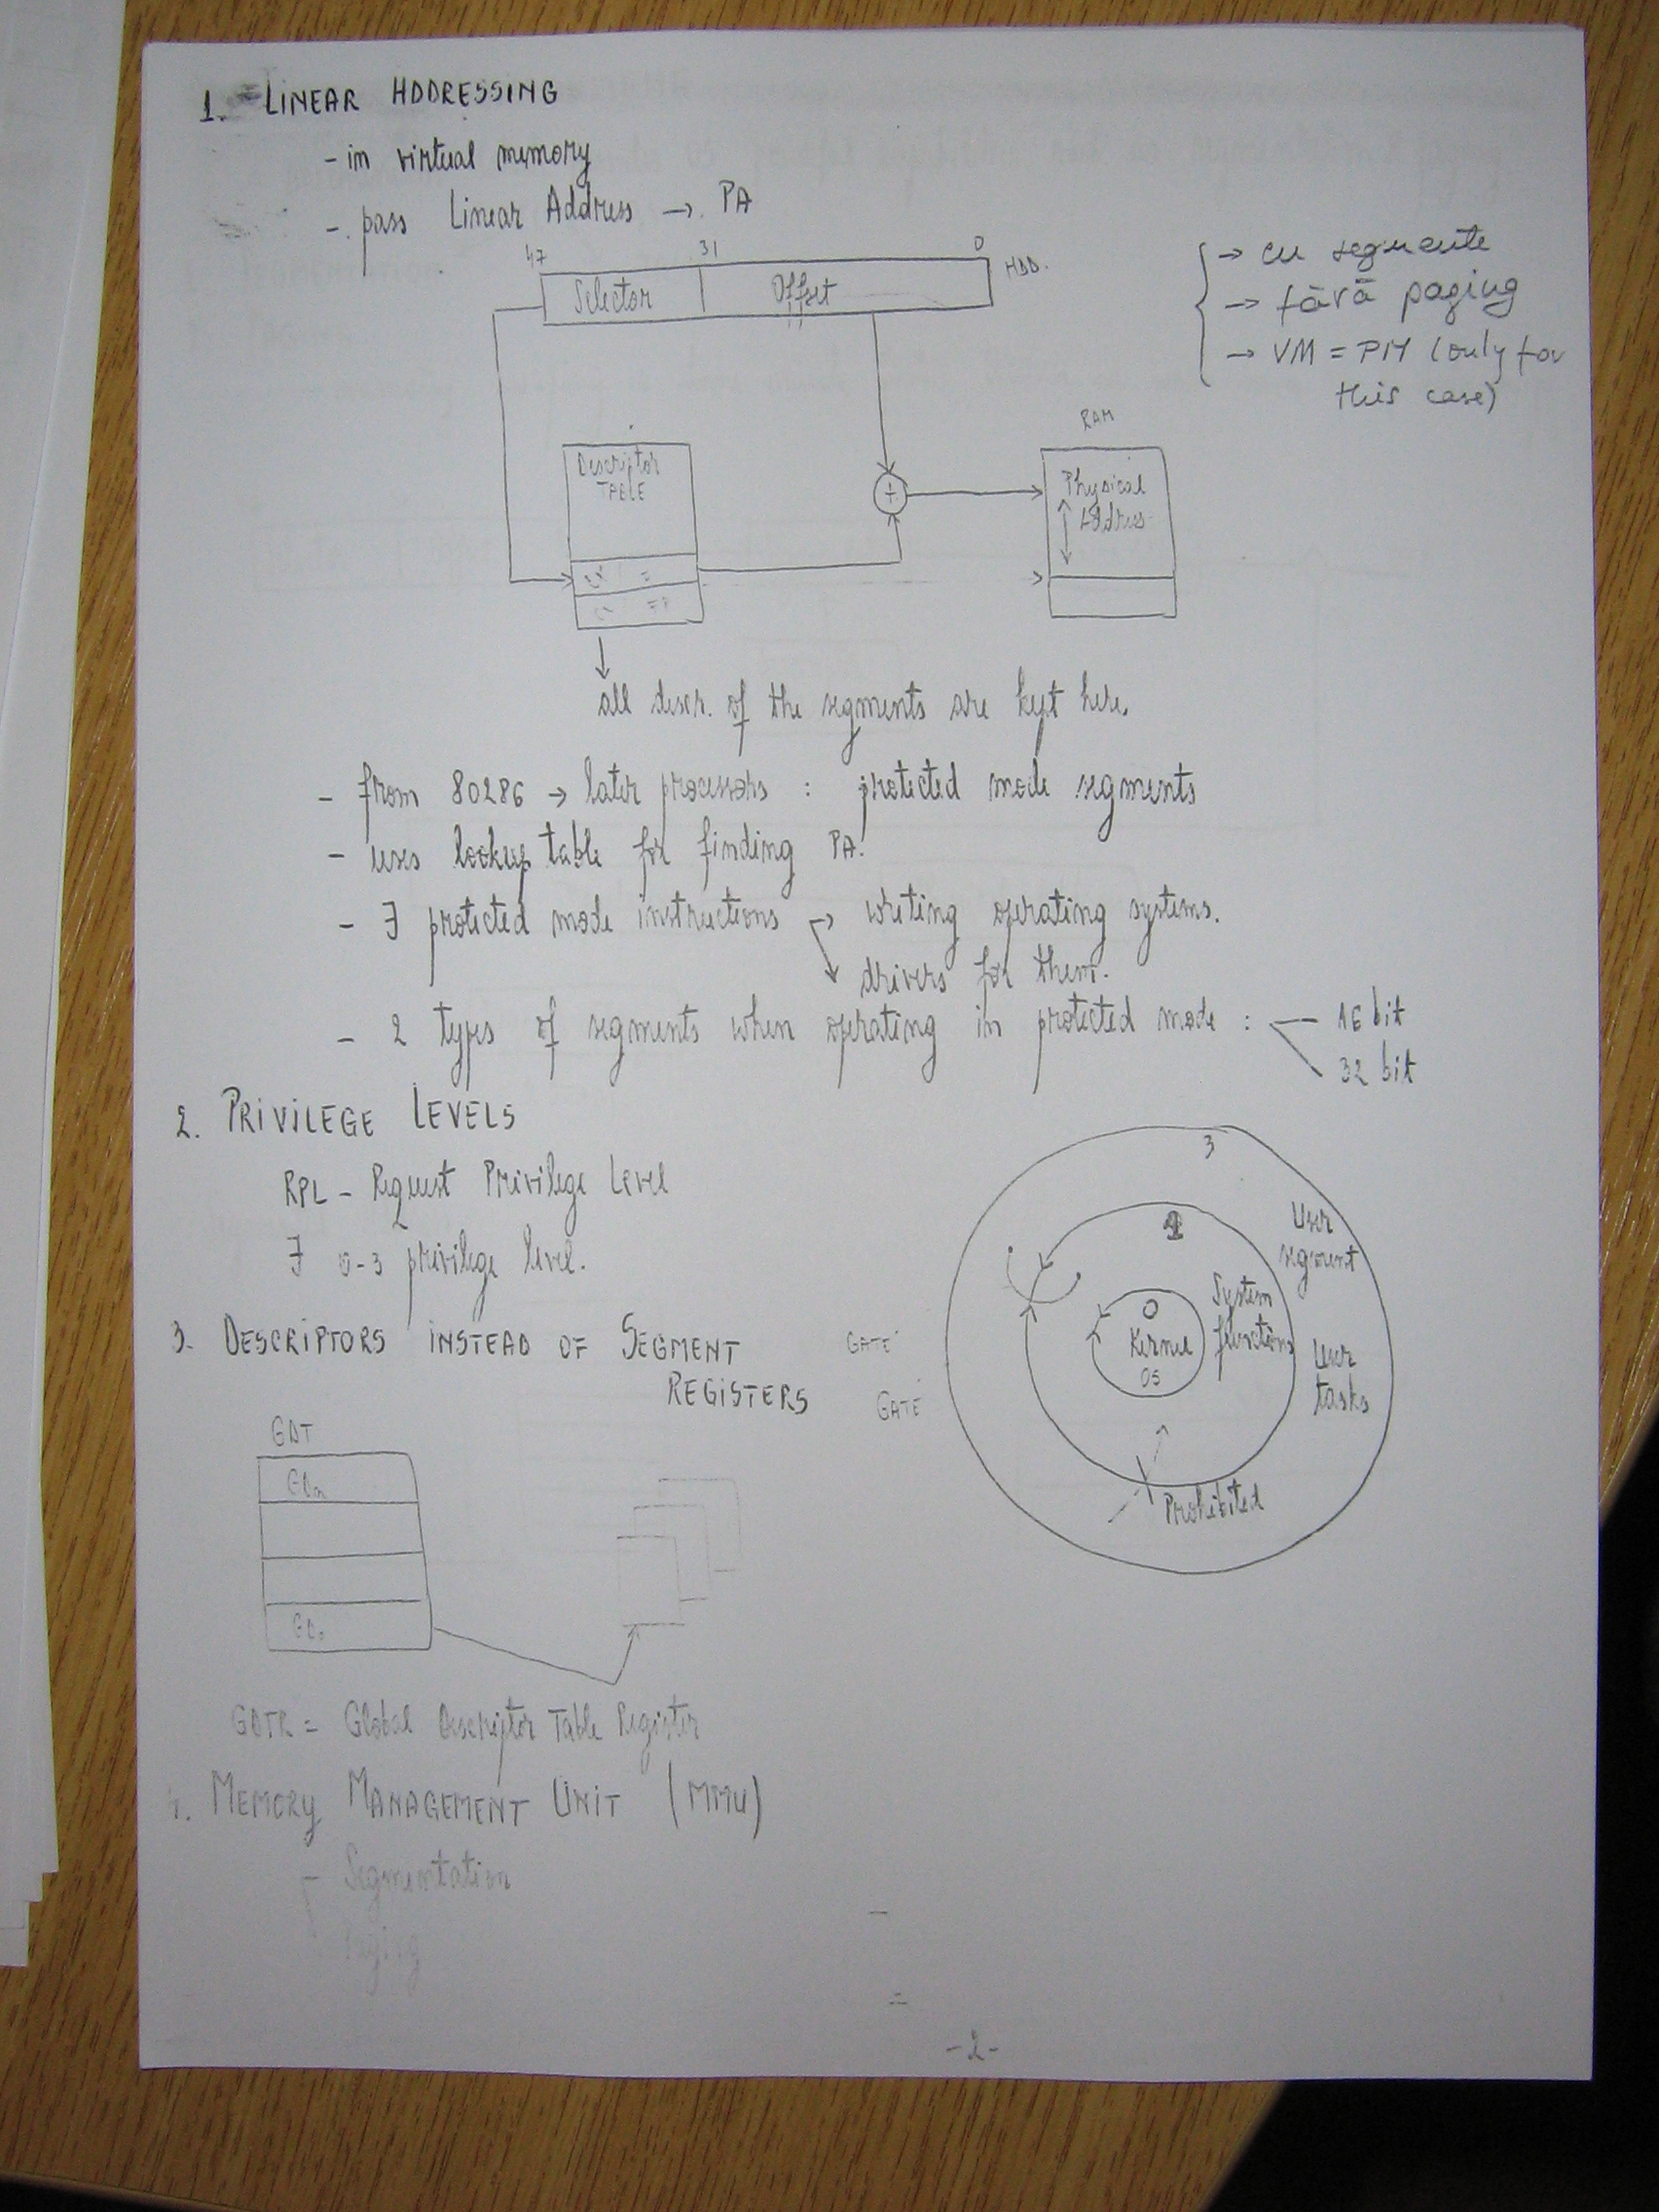 1. LINEAR ADDRESSING
- in virtual memory
- pass Linear Address → PA
47 31 0
Selector Offset HDD.
→ cu segmente
→ fără paging
→ VM = PM (only for
this case)
RAM
Descriptor
TABLE
+
Physical
Address
all descr. of the segments are kept here.
- from 80286 → later processors : protected mode segments
- uses lookup table for finding PA.
- ∃ protected mode instructions → writing operating systems.
drivers for them.
- 2 types of segments when operating in protected mode : 16 bit
32 bit
2. PRIVILEGE LEVELS
RPL - Request Privilege Level
∃ 0-3 privilege level.
3
User
segment
1
System
functions
0
Kernel
OS
User
tasks
GATE
GATE
Prohibited
3. DESCRIPTORS INSTEAD OF SEGMENT
REGISTERS
GDT
GDn
GD0
GDTR = Global Descriptor Table Register
4. MEMORY MANAGEMENT UNIT (MMU)
- Segmentation
Paging
-2-